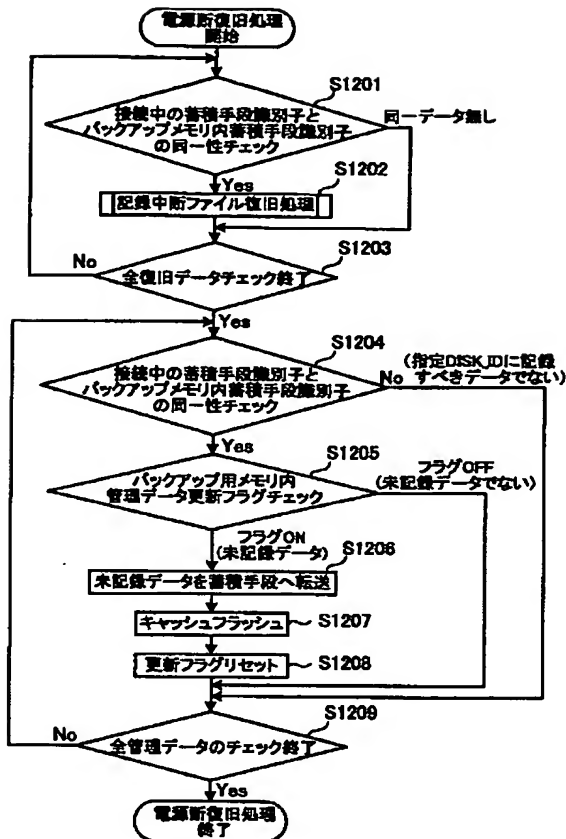 電源断復旧処理
開始
S1201
接続中の蓄積手段識別子と
バックアップメモリ内蓄積手段識別子
の同一性チェック
同一データ無し
Yes
S1202
記録中断ファイル復旧処理
No
S1203
全復旧データチェック終了
Yes
S1204
接続中の蓄積手段識別子と
バックアップメモリ内蓄積手段識別子
の同一性チェック
(指定DISK_IDに記録
No すべきデータでない)
Yes
S1205
バックアップ用メモリ内
管理データ更新フラグチェック
フラグOFF
(未記録データでない)
フラグON
(未記録データ)
S1206
未記録データを蓄積手段へ転送
キャッシュフラッシュ
S1207
更新フラグリセット
S1208
No
S1209
全管理データのチェック終了
Yes
電源断復旧処理
終了